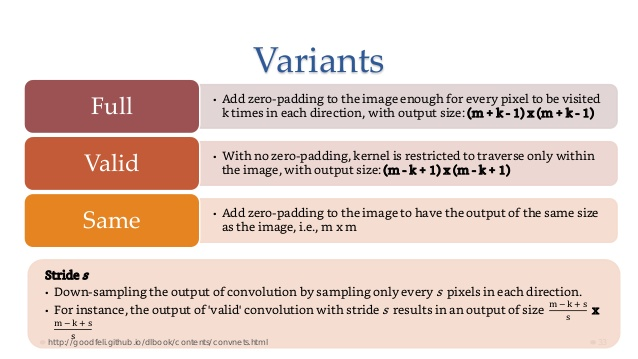 Variants
Full
• Add zero-padding to the image enough for every pixel to be visited
k times in each direction, with output size: (m + k - 1) x (m + k - 1)
Valid
• With no zero-padding, kernel is restricted to traverse only within
the image, with output size: (m - k + 1) x (m - k + 1)
Same
• Add zero-padding to the image to have the output of the same size
as the image, i.e., m x m
Stride s
• Down-sampling the output of convolution by sampling only every s pixels in each direction.
• For instance, the output of 'valid' convolution with stride s results in an output of size (m − k + s)/s x
(m − k + s)/s
http://goodfeli.github.io/dlbook/contents/convnets.html